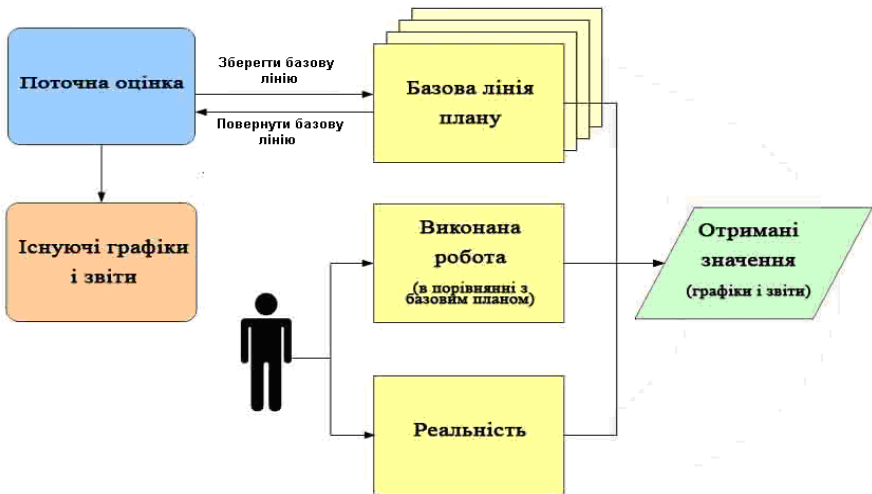 Поточна оцінка
Зберегти базову
лінію
Повернути базову
лінію
Базова лінія
плану
Існуючі графіки
і звіти
Виконана
робота
(в порівнянні з
базовим планом)
Отримані
значення
(графіки і звіти)
Реальність